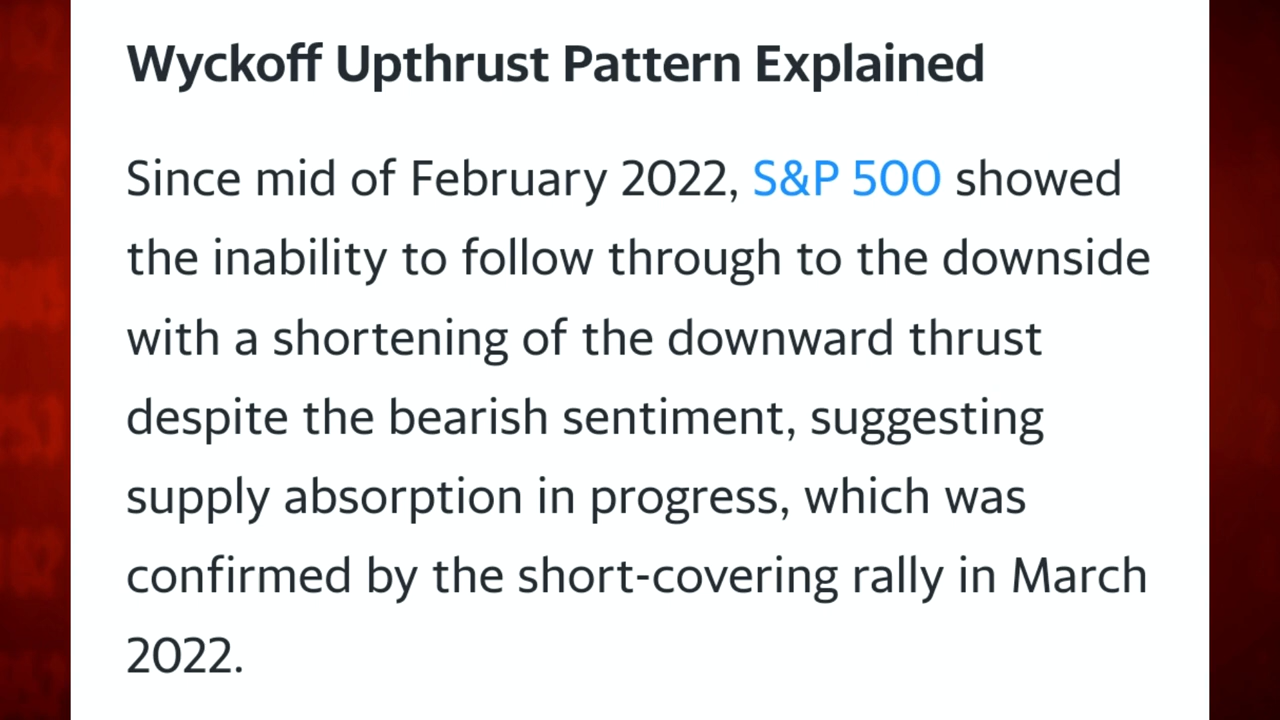 Wyckoff Upthrust Pattern Explained
Since mid of February 2022, S&P 500 showed
the inability to follow through to the downside
with a shortening of the downward thrust
despite the bearish sentiment, suggesting
supply absorption in progress, which was
confirmed by the short-covering rally in March
2022.